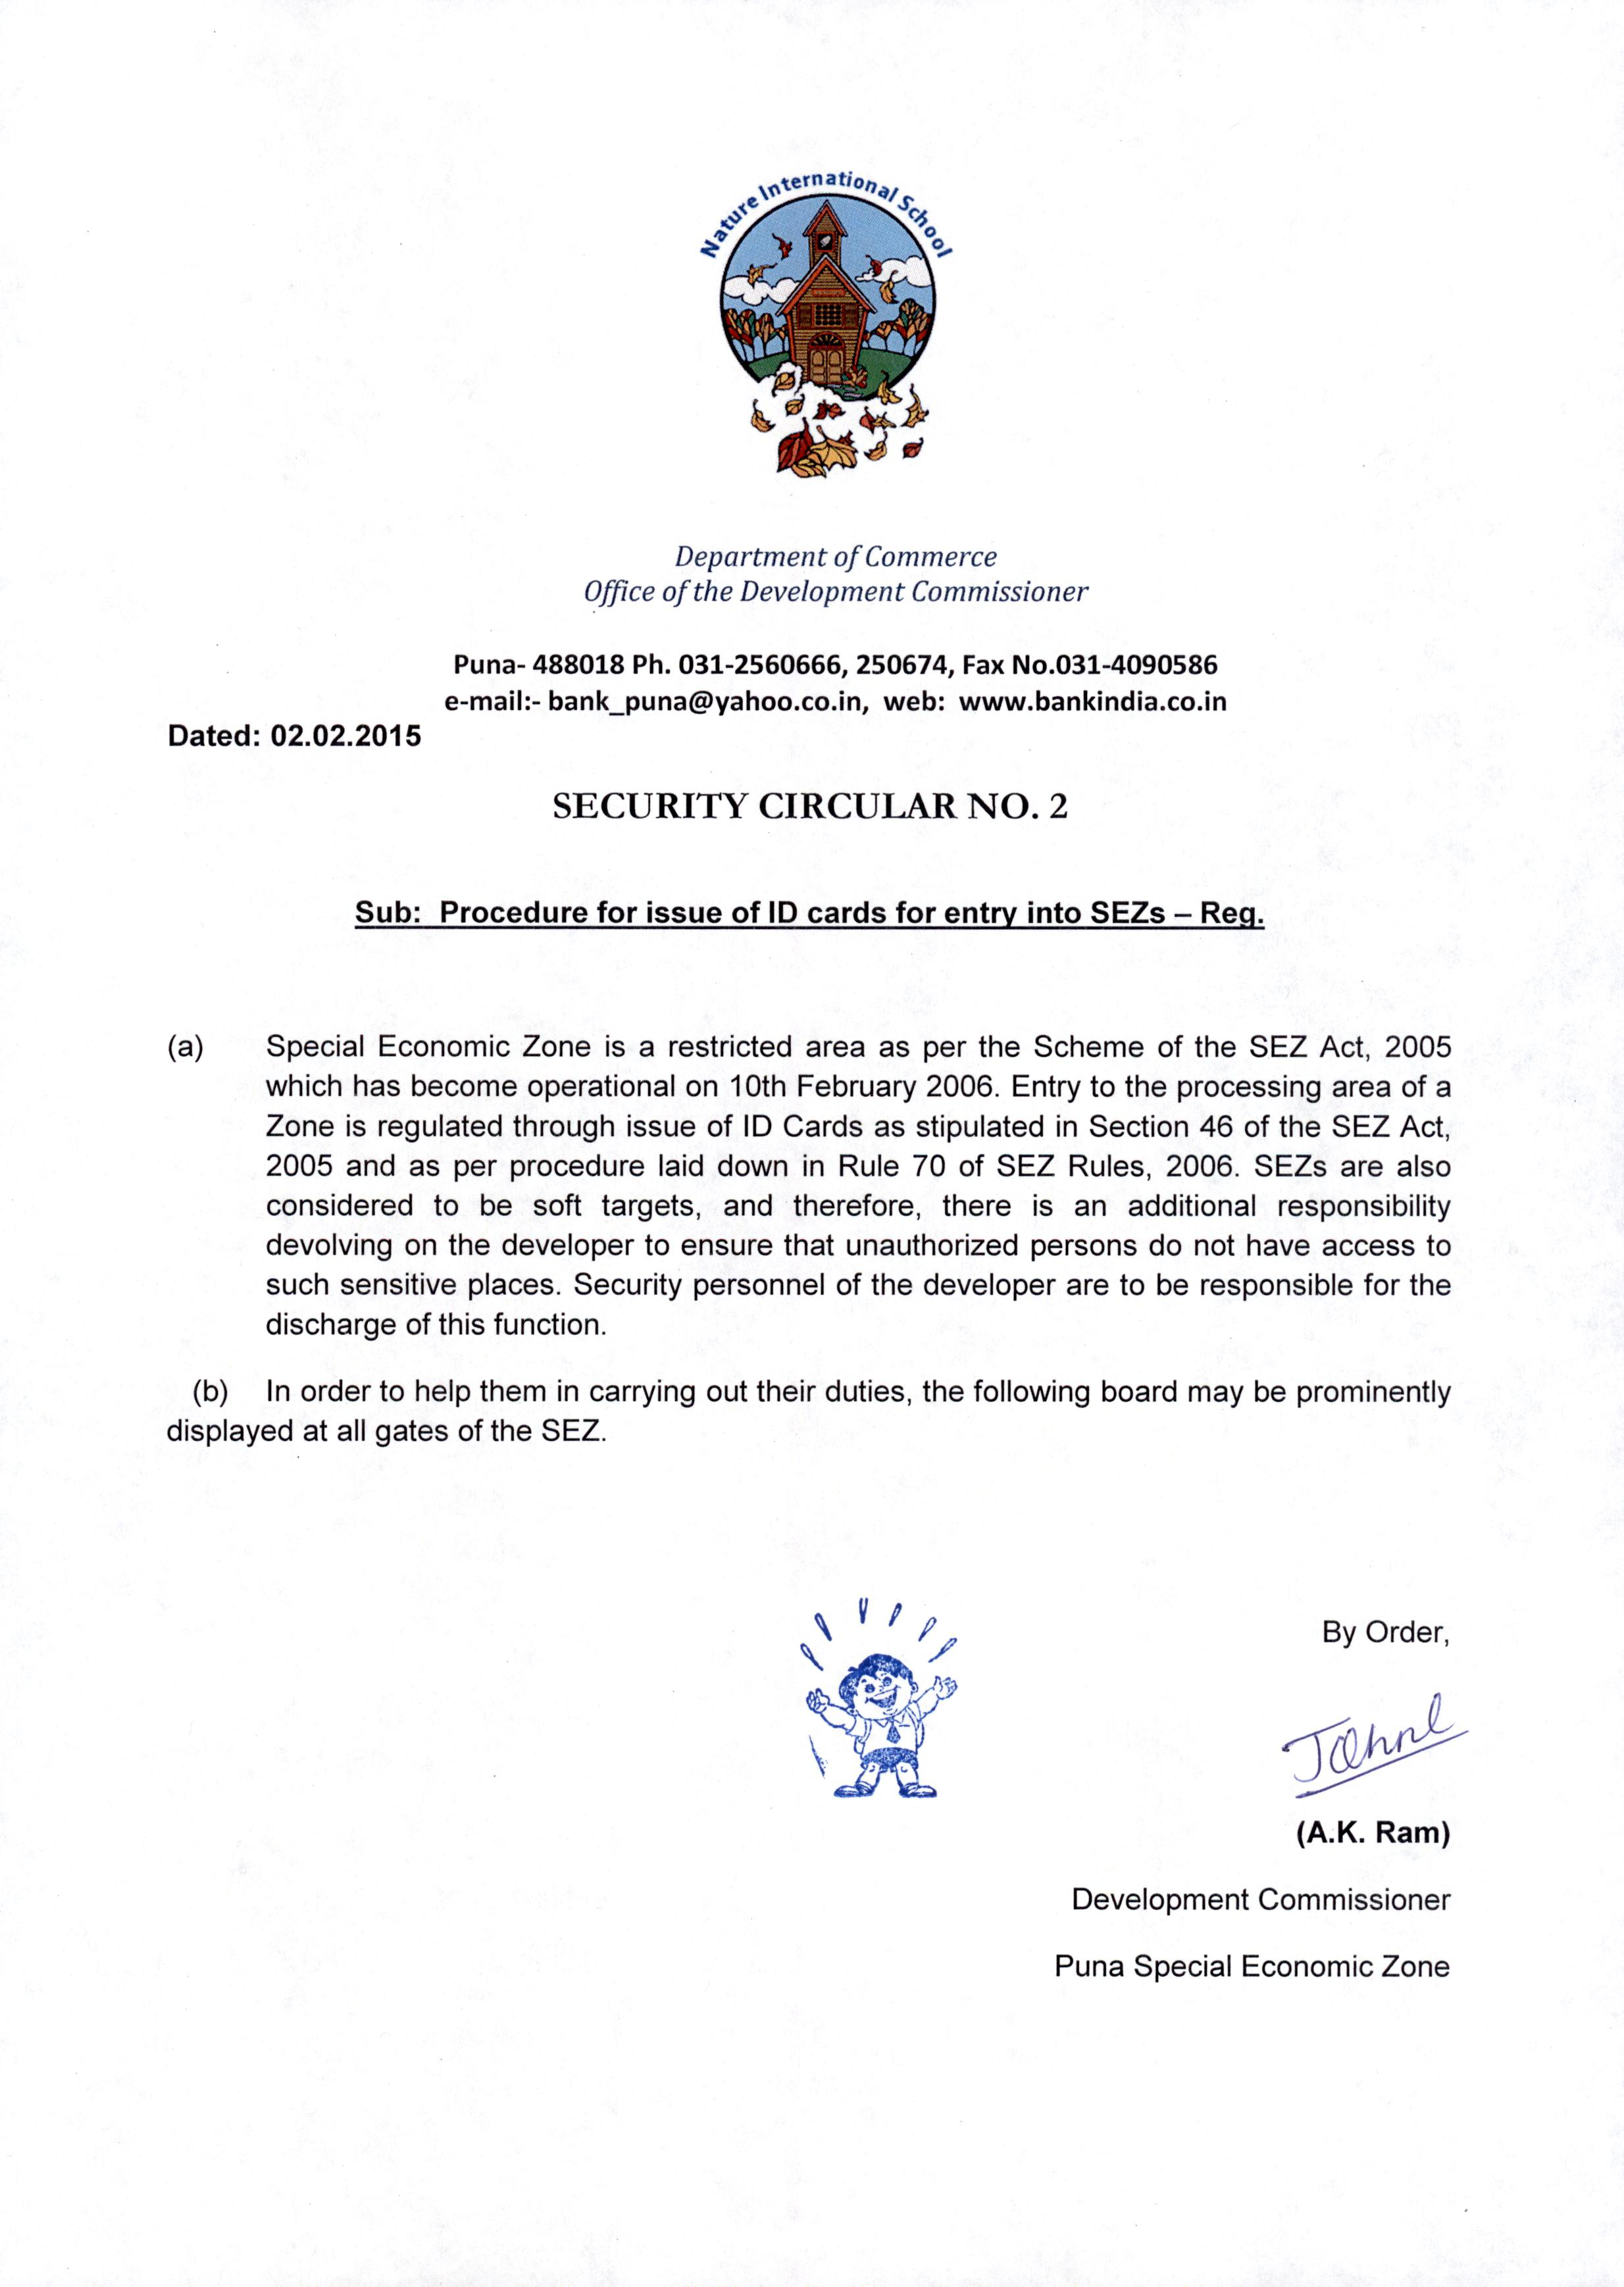 Nature International School
Department of Commerce
Office of the Development Commissioner
Puna- 488018 Ph. 031-2560666, 250674, Fax No.031-4090586
e-mail:- bank_puna@yahoo.co.in, web: www.bankindia.co.in
Dated: 02.02.2015
SECURITY CIRCULAR NO. 2
Sub: Procedure for issue of ID cards for entry into SEZs – Reg.
(a) Special Economic Zone is a restricted area as per the Scheme of the SEZ Act, 2005
which has become operational on 10th February 2006. Entry to the processing area of a
Zone is regulated through issue of ID Cards as stipulated in Section 46 of the SEZ Act,
2005 and as per procedure laid down in Rule 70 of SEZ Rules, 2006. SEZs are also
considered to be soft targets, and therefore, there is an additional responsibility
devolving on the developer to ensure that unauthorized persons do not have access to
such sensitive places. Security personnel of the developer are to be responsible for the
discharge of this function.
(b) In order to help them in carrying out their duties, the following board may be prominently
displayed at all gates of the SEZ.
By Order,
(A.K. Ram)
Development Commissioner
Puna Special Economic Zone